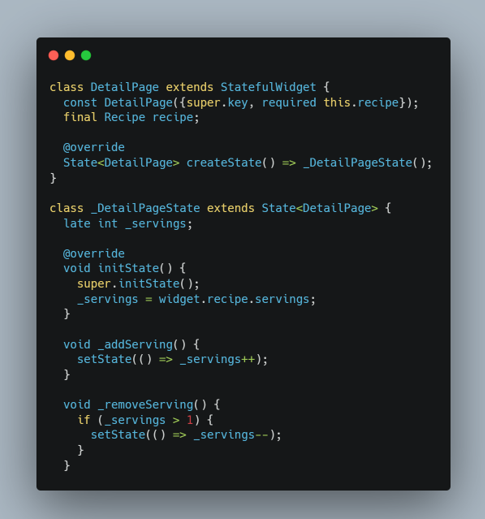 class DetailPage extends StatefulWidget {
  const DetailPage({super.key, required this.recipe});
  final Recipe recipe;

  @override
  State<DetailPage> createState() => _DetailPageState();
}

class _DetailPageState extends State<DetailPage> {
  late int _servings;

  @override
  void initState() {
    super.initState();
    _servings = widget.recipe.servings;
  }

  void _addServing() {
    setState(() => _servings++);
  }

  void _removeServing() {
    if (_servings > 1) {
      setState(() => _servings--);
    }
  }